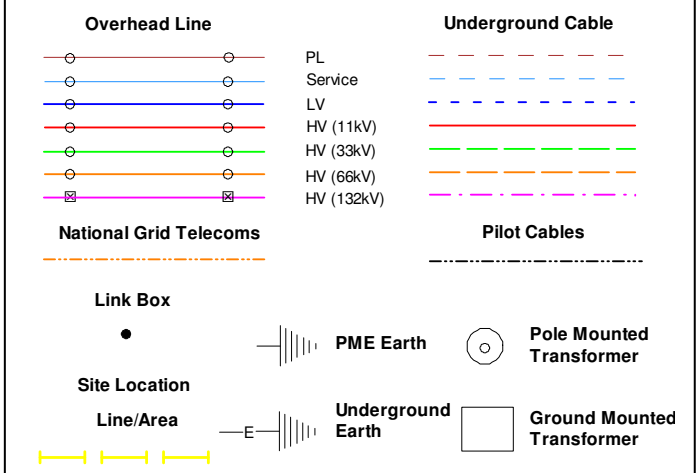 Overhead Line
Underground Cable
PL
Service
LV
HV (11kV)
HV (33kV)
HV (66kV)
HV (132kV)
National Grid Telecoms
Pilot Cables
Link Box
PME Earth
Pole Mounted
Transformer
Site Location
Line/Area
E
Underground
Earth
Ground Mounted
Transformer